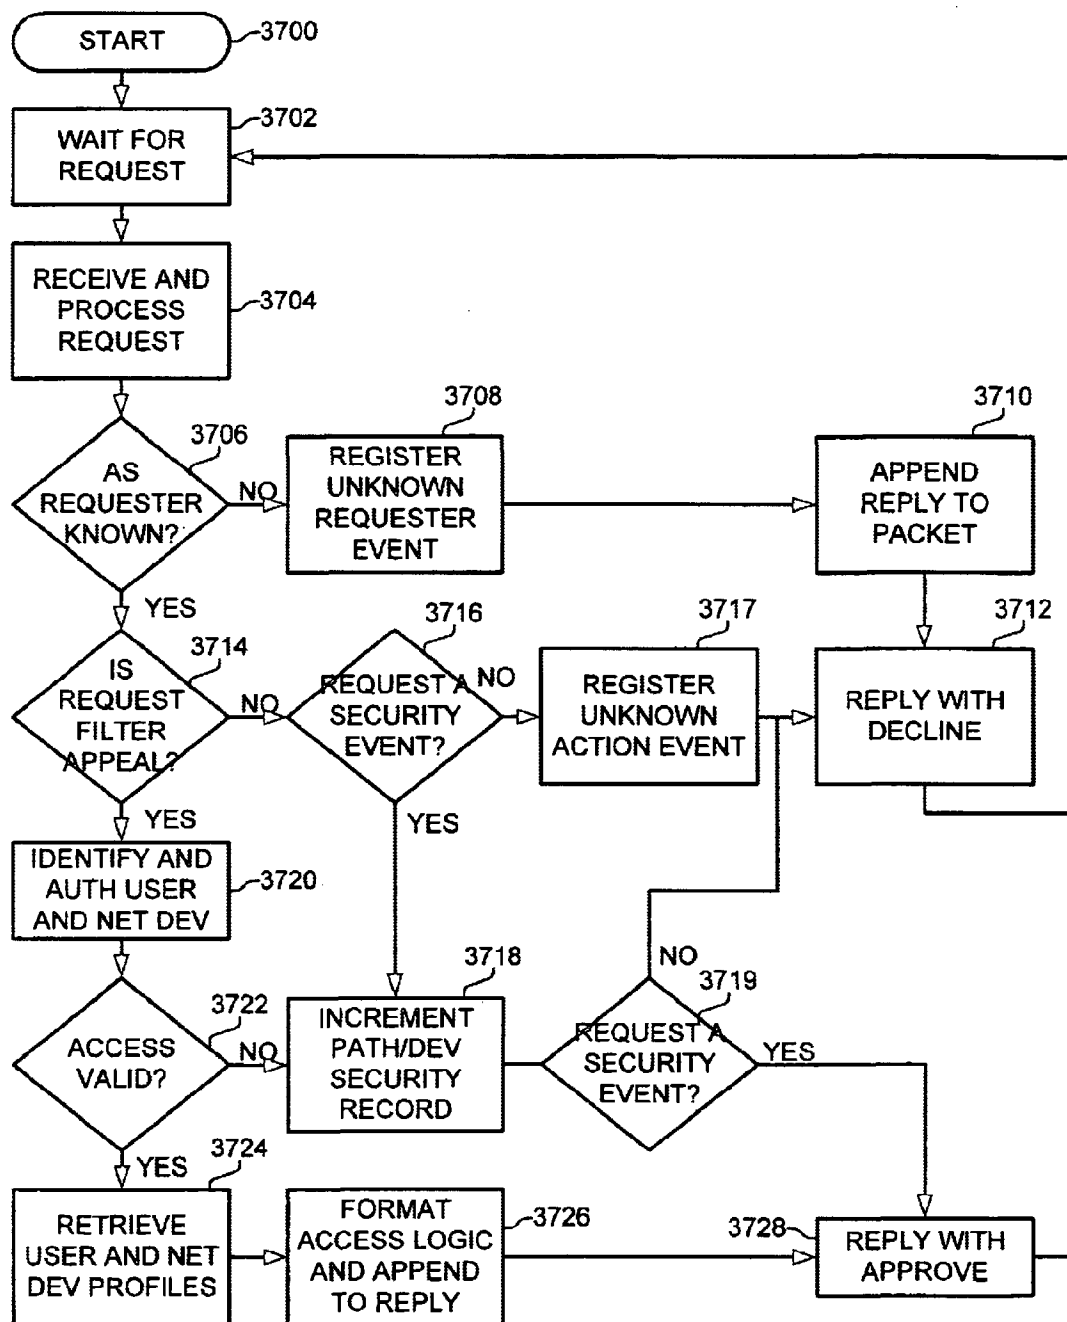 START
3700
WAIT FOR
REQUEST
3702
RECEIVE AND
PROCESS
REQUEST
3704
AS
REQUESTER
KNOWN?
3706
NO
YES
REGISTER
UNKNOWN
REQUESTER
EVENT
3708
APPEND
REPLY TO
PACKET
3710
IS
REQUEST
FILTER
APPEAL?
3714
NO
YES
REQUEST A
SECURITY
EVENT?
3716
NO
YES
REGISTER
UNKNOWN
ACTION EVENT
3717
REPLY WITH
DECLINE
3712
IDENTIFY AND
AUTH USER
AND NET DEV
3720
ACCESS
VALID?
3722
NO
YES
INCREMENT
PATH/DEV
SECURITY
RECORD
3718
REQUEST A
SECURITY
EVENT?
3719
NO
YES
RETRIEVE
USER AND NET
DEV PROFILES
3724
FORMAT
ACCESS LOGIC
AND APPEND
TO REPLY
3726
REPLY WITH
APPROVE
3728